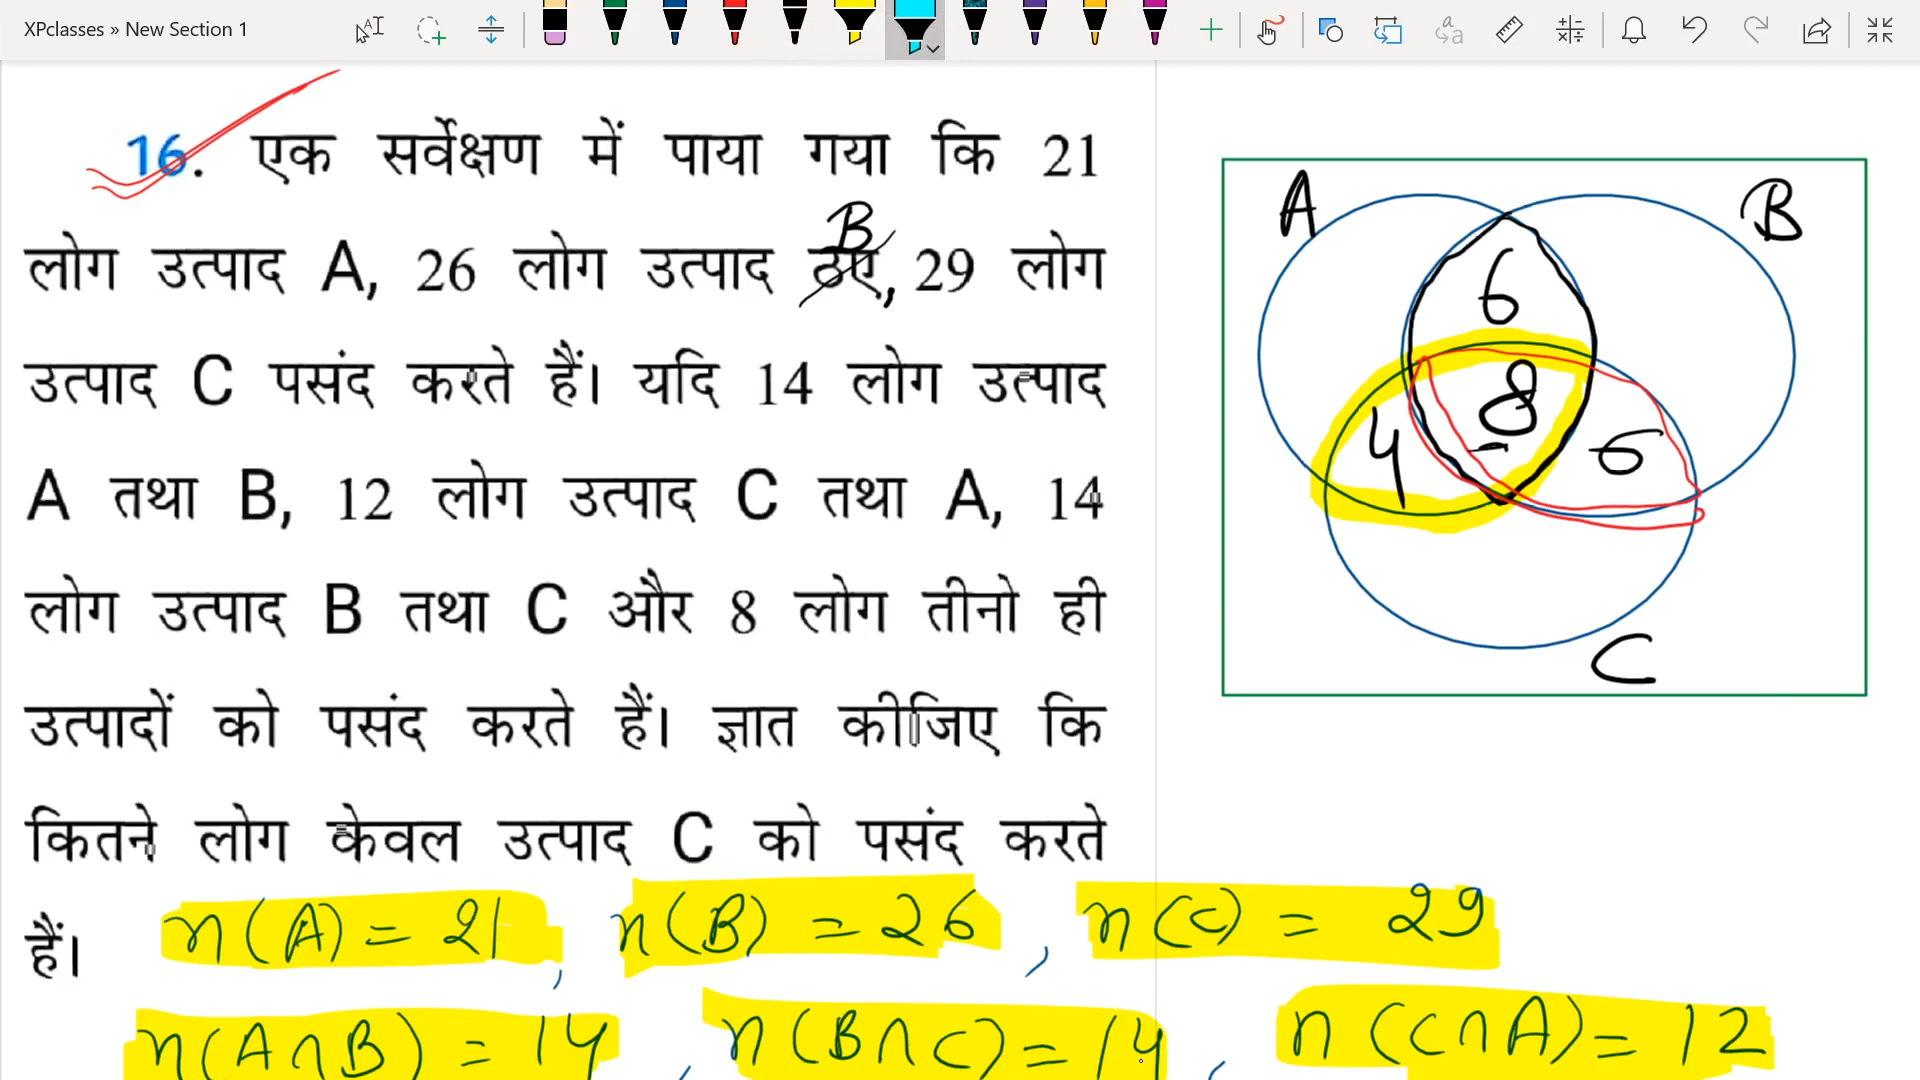 XPclasses » New Section 1
16. एक सर्वेक्षण में पाया गया कि 21
लोग उत्पाद A, 26 लोग उत्पाद ठए, 29 लोग
B
उत्पाद C पसंद करते हैं। यदि 14 लोग उत्पाद
A तथा B, 12 लोग उत्पाद C तथा A, 14
लोग उत्पाद B तथा C और 8 लोग तीनो ही
उत्पादों को पसंद करते हैं। ज्ञात कीजिए कि
कितने लोग केवल उत्पाद C को पसंद करते
हैं।
A B
6
4 8 6
C
n(A) = 21, n(B) = 26, n(C) = 29
n(A∩B) = 14, n(B∩C) = 14, n(C∩A) = 12